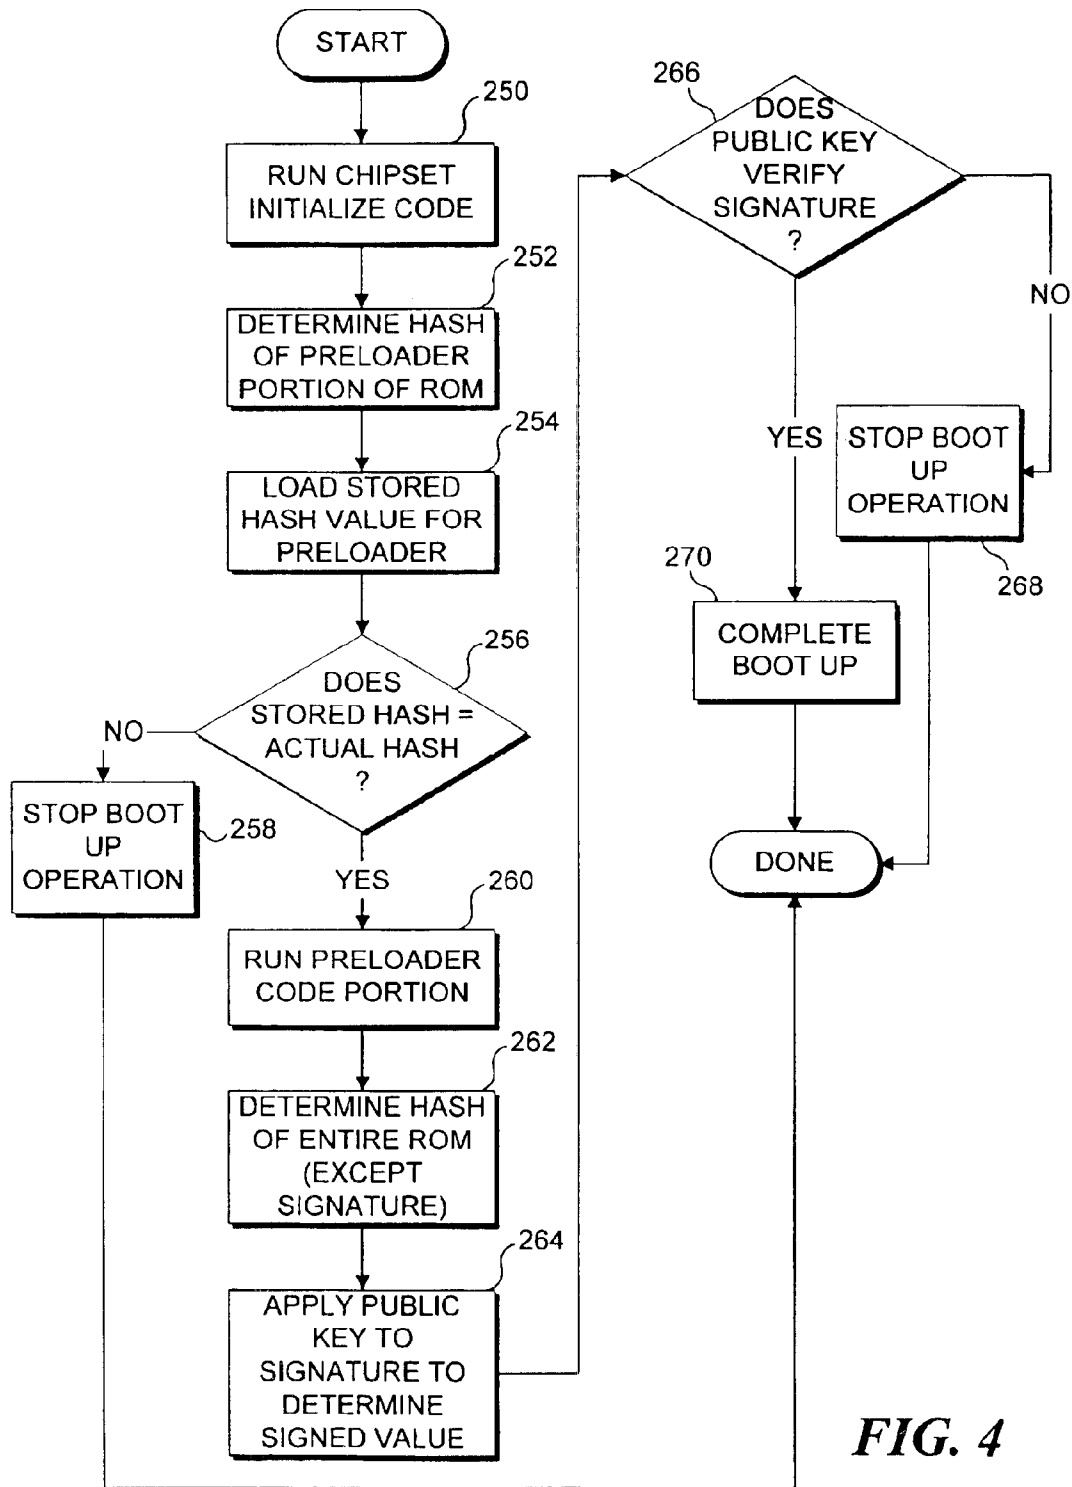 START
250
RUN CHIPSET
INITIALIZE CODE
252
DETERMINE HASH
OF PRELOADER
PORTION OF ROM
254
LOAD STORED
HASH VALUE FOR
PRELOADER
256
DOES
STORED HASH =
ACTUAL HASH
?
NO
STOP BOOT
UP
OPERATION
258
YES
260
RUN PRELOADER
CODE PORTION
262
DETERMINE HASH
OF ENTIRE ROM
(EXCEPT
SIGNATURE)
264
APPLY PUBLIC
KEY TO
SIGNATURE TO
DETERMINE
SIGNED VALUE
266
DOES
PUBLIC KEY
VERIFY
SIGNATURE
?
NO
YES
STOP BOOT
UP
OPERATION
268
270
COMPLETE
BOOT UP
DONE
FIG. 4